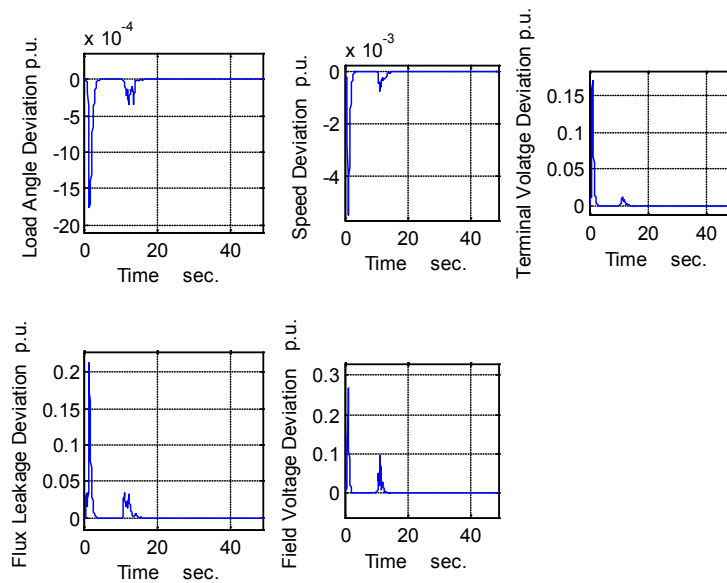 x 10^-4
Load Angle Deviation p.u.
0
-5
-10
-15
-20
0 20 40
Time sec.
x 10^-3
Speed Deviation p.u.
0
-2
-4
0 20 40
Time sec.
Terminal Volatge Deviation p.u.
0.15
0.1
0.05
0
0 20 40
Time sec.
Flux Leakage Deviation p.u.
0.2
0.15
0.1
0.05
0
0 20 40
Time sec.
Field Voltage Deviation p.u.
0.3
0.2
0.1
0
0 20 40
Time sec.